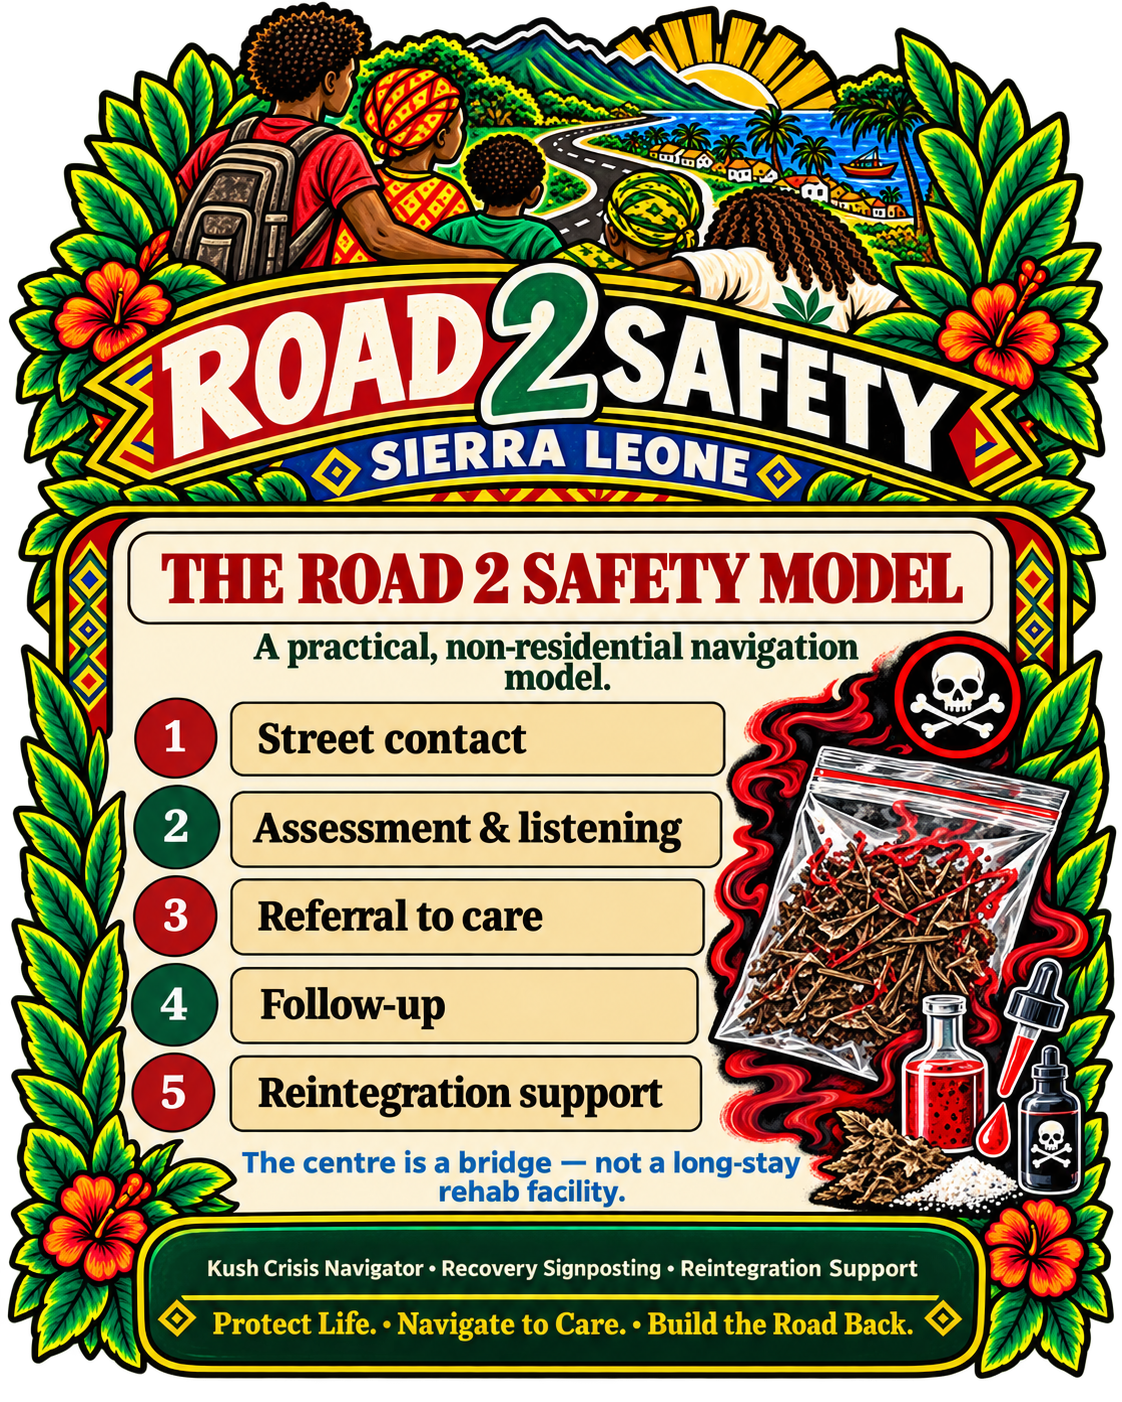 ROAD 2 SAFETY
SIERRA LEONE
THE ROAD 2 SAFETY MODEL
A practical, non-residential navigation
model.
1 Street contact
2 Assessment & listening
3 Referral to care
4 Follow-up
5 Reintegration support
The centre is a bridge — not a long-stay
rehab facility.
Kush Crisis Navigator • Recovery Signposting • Reintegration Support
Protect Life. • Navigate to Care. • Build the Road Back.